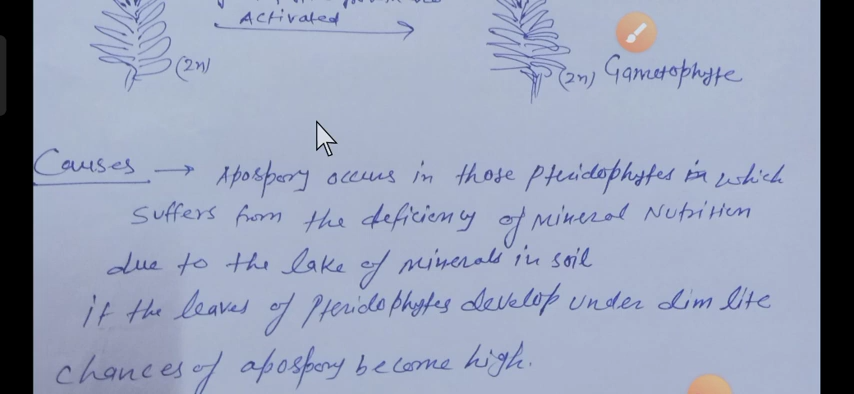 Activated
(2n)
(2n) Gametophyte
Causes → Apospory occurs in those Pteridophytes in which
Suffers from the deficiency of mineral Nutrition
due to the lake of minerals in soil
if the leaves of Pteridophytes develop under dim lite
chances of apospory become high.